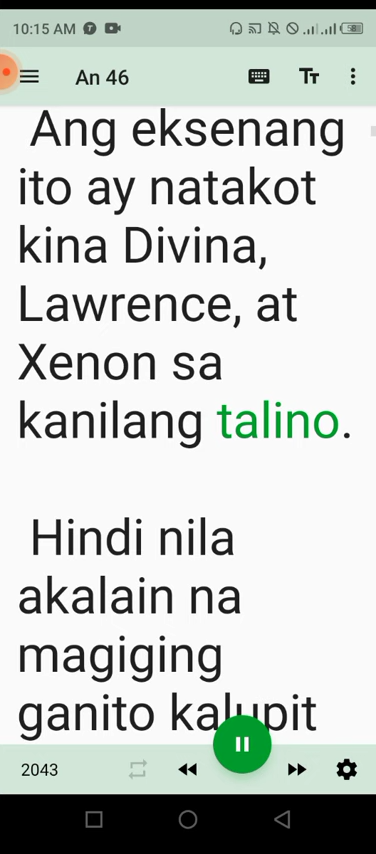 10:15 AM
58
An 46
Ang eksenang
ito ay natakot
kina Divina,
Lawrence, at
Xenon sa
kanilang talino.
Hindi nila
akalain na
magiging
ganito kalupit
2043